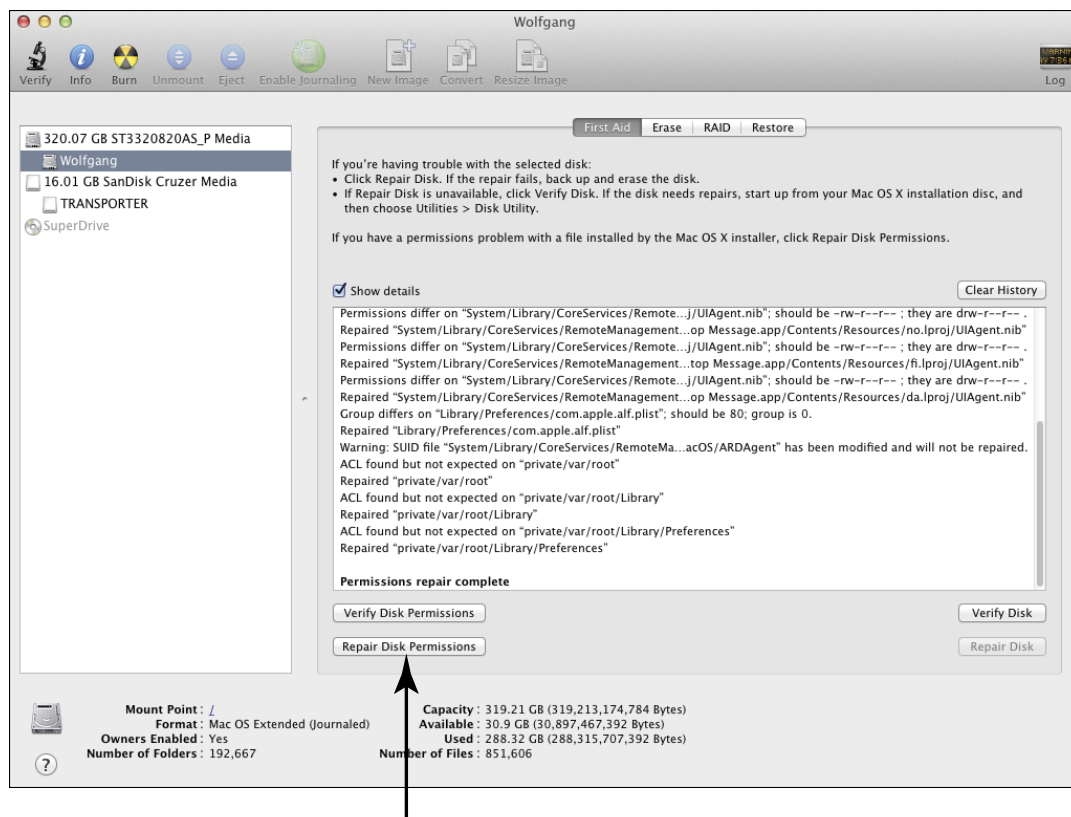 Wolfgang
Verify Info Burn Unmount Eject Enable Journaling New Image Convert Resize Image Log
320.07 GB ST3320820AS_P Media
Wolfgang
16.01 GB SanDisk Cruzer Media
TRANSPORTER
SuperDrive
First Aid Erase RAID Restore
If you're having trouble with the selected disk:
• Click Repair Disk. If the repair fails, back up and erase the disk.
• If Repair Disk is unavailable, click Verify Disk. If the disk needs repairs, start up from your Mac OS X installation disc, and
then choose Utilities > Disk Utility.
If you have a permissions problem with a file installed by the Mac OS X installer, click Repair Disk Permissions.
Show details
Clear History
Permissions differ on “System/Library/CoreServices/Remote...j/UIAgent.nib”; should be -rw-r--r-- ; they are drw-r--r-- .
Repaired “System/Library/CoreServices/RemoteManagement...op Message.app/Contents/Resources/no.lproj/UIAgent.nib”
Permissions differ on “System/Library/CoreServices/Remote...j/UIAgent.nib”; should be -rw-r--r-- ; they are drw-r--r-- .
Repaired “System/Library/CoreServices/RemoteManagement...top Message.app/Contents/Resources/fi.lproj/UIAgent.nib”
Permissions differ on “System/Library/CoreServices/Remote...j/UIAgent.nib”; should be -rw-r--r-- ; they are drw-r--r-- .
Repaired “System/Library/CoreServices/RemoteManagement...op Message.app/Contents/Resources/da.lproj/UIAgent.nib”
Group differs on “Library/Preferences/com.apple.alf.plist”; should be 80; group is 0.
Repaired “Library/Preferences/com.apple.alf.plist”
Warning: SUID file “System/Library/CoreServices/RemoteMa...acOS/ARDAgent” has been modified and will not be repaired.
ACL found but not expected on “private/var/root”
Repaired “private/var/root”
ACL found but not expected on “private/var/root/Library”
Repaired “private/var/root/Library”
ACL found but not expected on “private/var/root/Library/Preferences”
Repaired “private/var/root/Library/Preferences”
Permissions repair complete
Verify Disk Permissions
Verify Disk
Repair Disk Permissions
Repair Disk
Mount Point : /
Format : Mac OS Extended (Journaled)
Owners Enabled : Yes
Number of Folders : 192,667
Capacity : 319.21 GB (319,213,174,784 Bytes)
Available : 30.9 GB (30,897,467,392 Bytes)
Used : 288.32 GB (288,315,707,392 Bytes)
Number of Files : 851,606
?